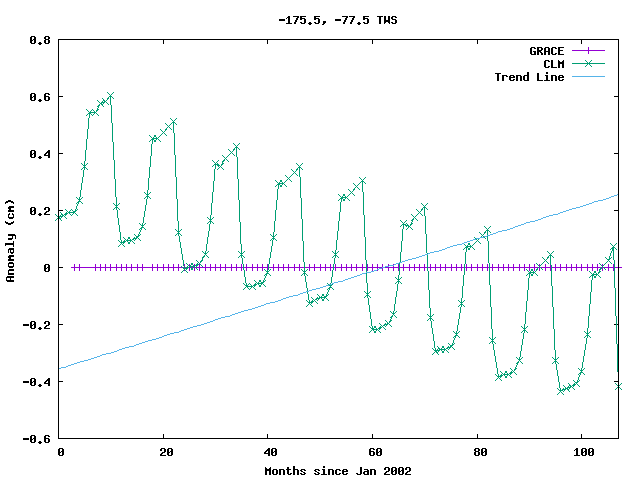 -175.5, -77.5 TWS
GRACE
CLM
Trend Line
0.8
0.6
0.4
0.2
0
-0.2
-0.4
-0.6
Anomaly (cm)
0 20 40 60 80 100
Months since Jan 2002